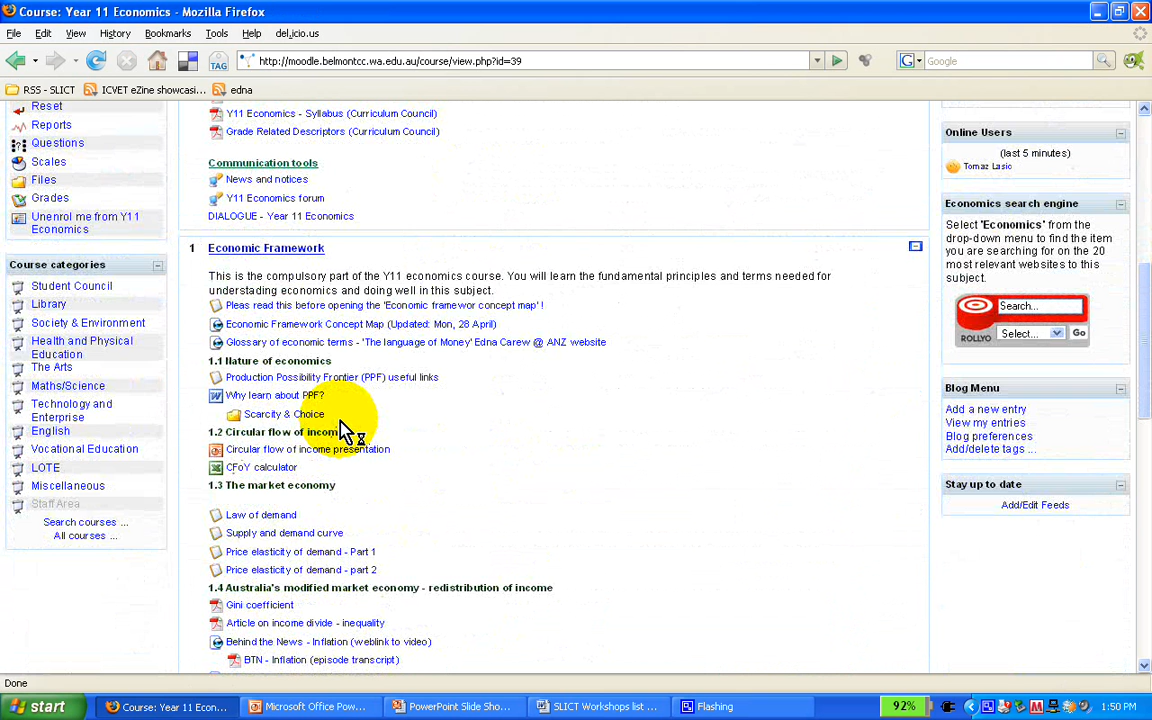 Course: Year 11 Economics - Mozilla Firefox
File Edit View History Bookmarks Tools Help del.icio.us
TAG http://moodle.belmontcc.wa.edu.au/course/view.php?id=39 G Google
RSS - SLICT ICVET eZine showcasi... edna
Reset
Reports
Questions
Scales
Files
Grades
Unenrol me from Y11
Economics
Course categories
Student Council
Library
Society & Environment
Health and Physical
Education
The Arts
Maths/Science
Technology and
Enterprise
English
Vocational Education
LOTE
Miscellaneous
Staff Area
Search courses ...
All courses ...
Y11 Economics - Syllabus (Curriculum Council)
Grade Related Descriptors (Curriculum Council)
Communication tools
News and notices
Y11 Economics forum
DIALOGUE - Year 11 Economics
1 Economic Framework
This is the compulsory part of the Y11 economics course. You will learn the fundamental principles and terms needed for
understading economics and doing well in this subject.
Pleas read this before opening the 'Economic framewor concept map' !
Economic Framework Concept Map (Updated: Mon, 28 April)
Glossary of economic terms - 'The language of Money' Edna Carew @ ANZ website
1.1 Nature of economics
Production Possibility Frontier (PPF) useful links
Why learn about PPF?
Scarcity & Choice
1.2 Circular flow of incom
Circular flow of income presentation
CFoY calculator
1.3 The market economy
Law of demand
Supply and demand curve
Price elasticity of demand - Part 1
Price elasticity of demand - part 2
1.4 Australia's modified market economy - redistribution of income
Gini coefficient
Article on income divide - inequality
Behind the News - Inflation (weblink to video)
BTN - Inflation (episode transcript)
Online Users
(last 5 minutes)
Tomaz Lasic
Economics search engine
Select 'Economics' from the
drop-down menu to find the item
you are searching for on the 20
most relevant websites to this
subject.
Search...
ROLLYO Select... Go
Blog Menu
Add a new entry
View my entries
Blog preferences
Add/delete tags ...
Stay up to date
Add/Edit Feeds
Done
start Course: Year 11 Econ... Microsoft Office Pow... PowerPoint Slide Sho... SLICT Workshops list ... Flashing 92% 1:50 PM